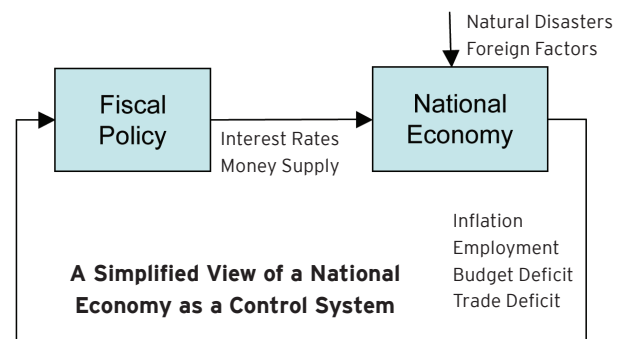 Natural Disasters
Foreign Factors
Fiscal
Policy
Interest Rates
Money Supply
National
Economy
Inflation
Employment
Budget Deficit
Trade Deficit
A Simplified View of a National
Economy as a Control System